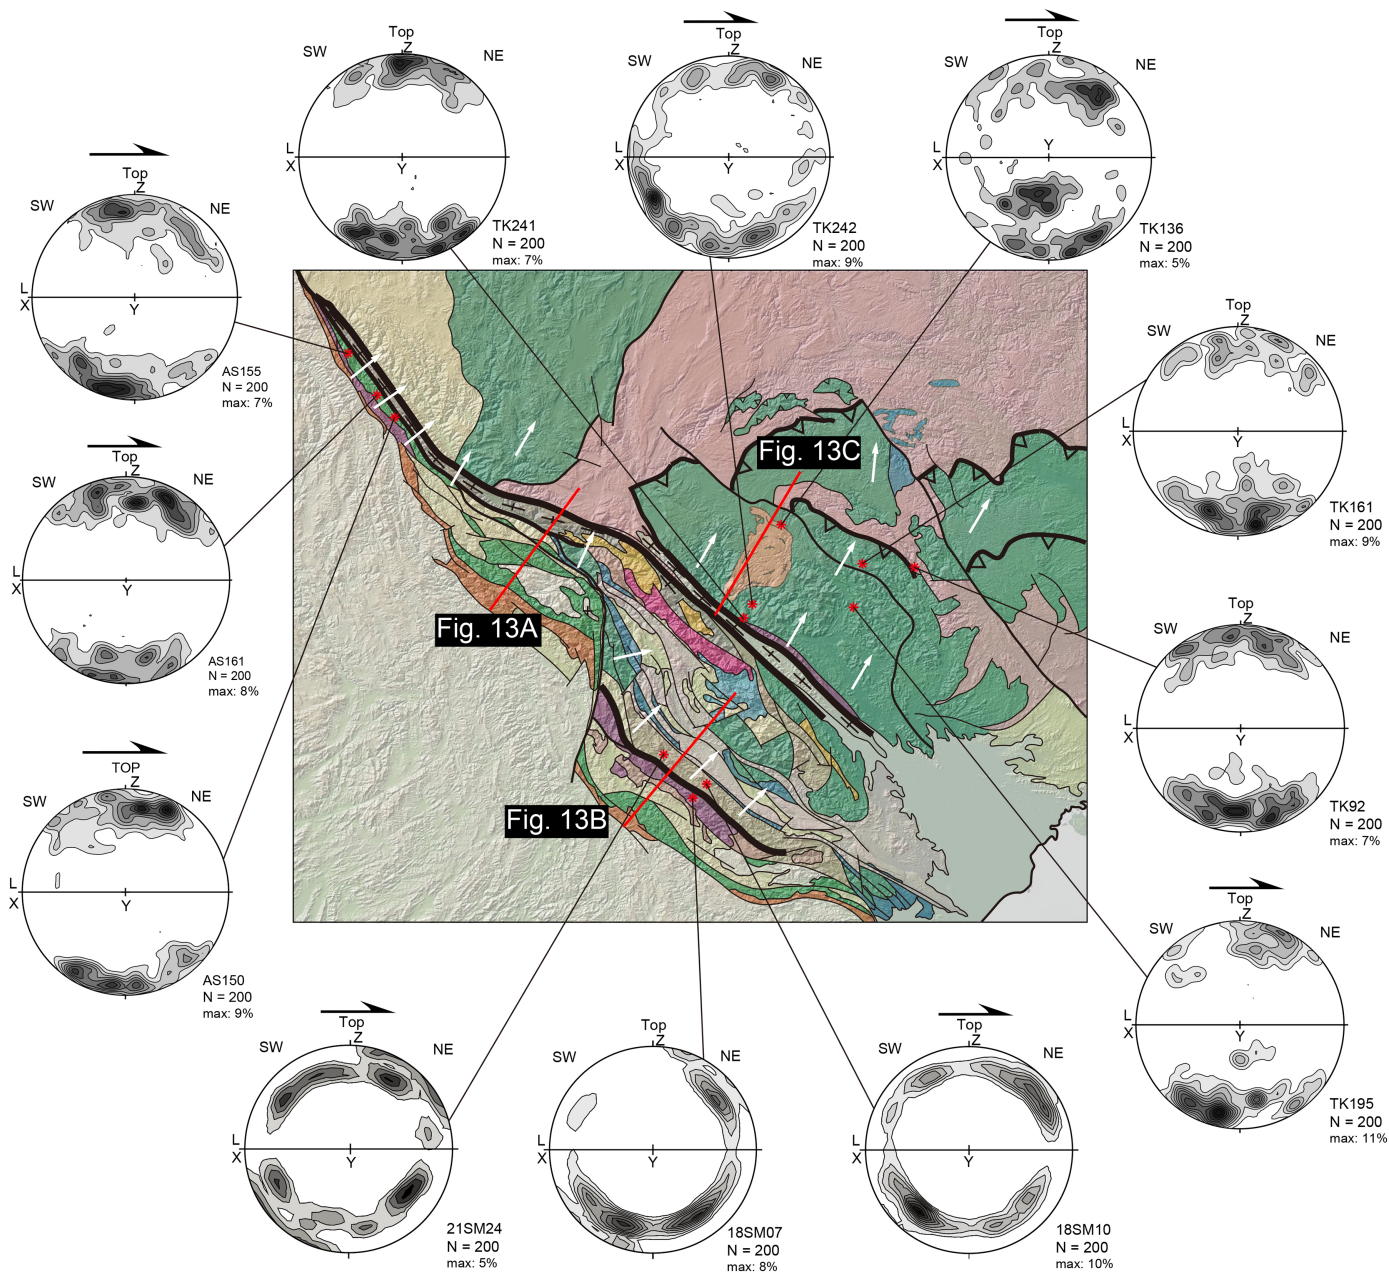 Top
Z
SW
NE
L
X
Y
TK241
N = 200
max: 7%
Top
Z
SW
NE
L
X
Y
TK242
N = 200
max: 9%
Top
Z
SW
NE
L
X
Y
TK136
N = 200
max: 5%
Top
Z
SW
NE
L
X
Y
AS155
N = 200
max: 7%
Top
Z
SW
NE
L
X
Y
TK161
N = 200
max: 9%
Top
Z
SW
NE
L
X
Y
AS161
N = 200
max: 8%
Fig. 13C
Fig. 13A
Fig. 13B
Top
Z
SW
NE
L
X
Y
TK92
N = 200
max: 7%
TOP
Z
SW
NE
L
X
Y
AS150
N = 200
max: 9%
Top
Z
SW
NE
L
X
Y
TK195
N = 200
max: 11%
Top
Z
SW
NE
L
X
Y
21SM24
N = 200
max: 5%
Top
Z
SW
NE
L
X
Y
18SM07
N = 200
max: 8%
Top
Z
SW
NE
L
X
Y
18SM10
N = 200
max: 10%